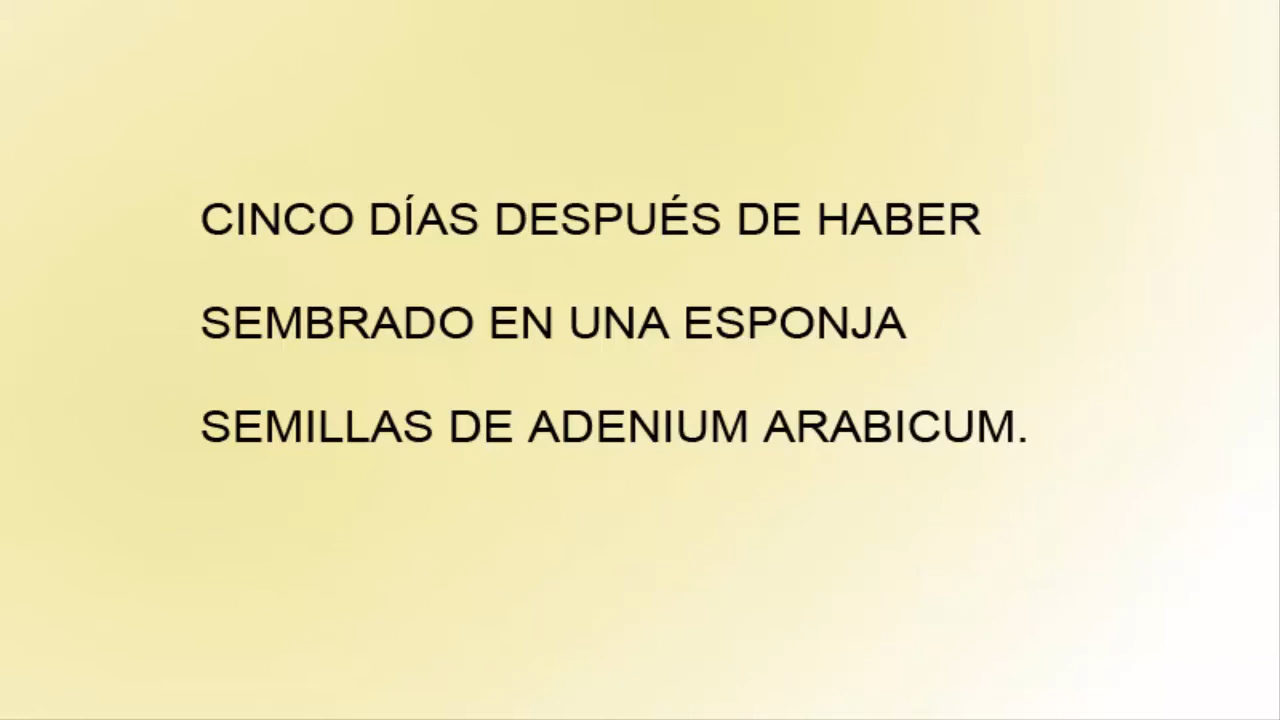 CINCO DÍAS DESPUÉS DE HABER
SEMBRADO EN UNA ESPONJA
SEMILLAS DE ADENIUM ARABICUM.